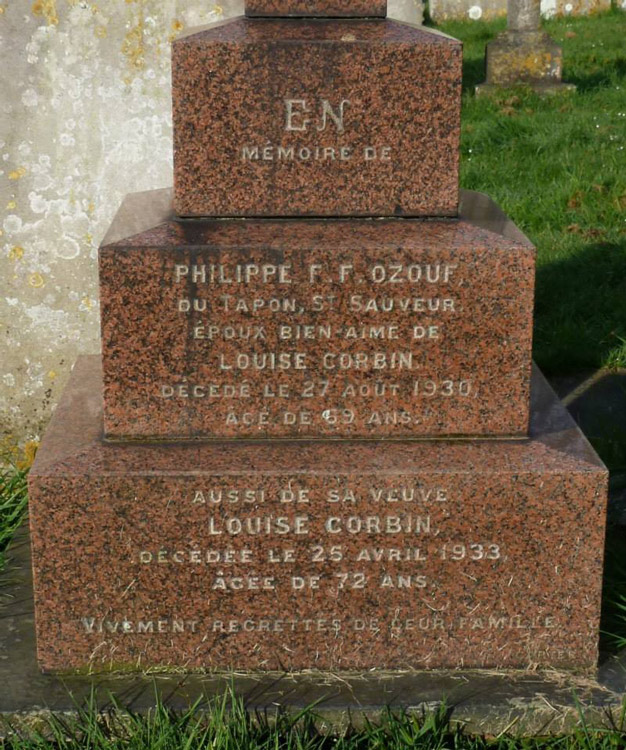 EN
MÉMOIRE DE
PHILIPPE F. F. OZOUF,
DU TAPON, ST SAUVEUR
ÉPOUX BIEN-AIMÉ DE
LOUISE CORBIN
DÉCÉDÉ LE 27 AOÛT 1930,
ÂGÉ DE 69 ANS.
AUSSI DE SA VEUVE
LOUISE CORBIN,
DÉCÉDÉE LE 25 AVRIL 1933,
ÂGÉE DE 72 ANS.
VIVEMENT REGRETTÉS DE LEUR FAMILLE.